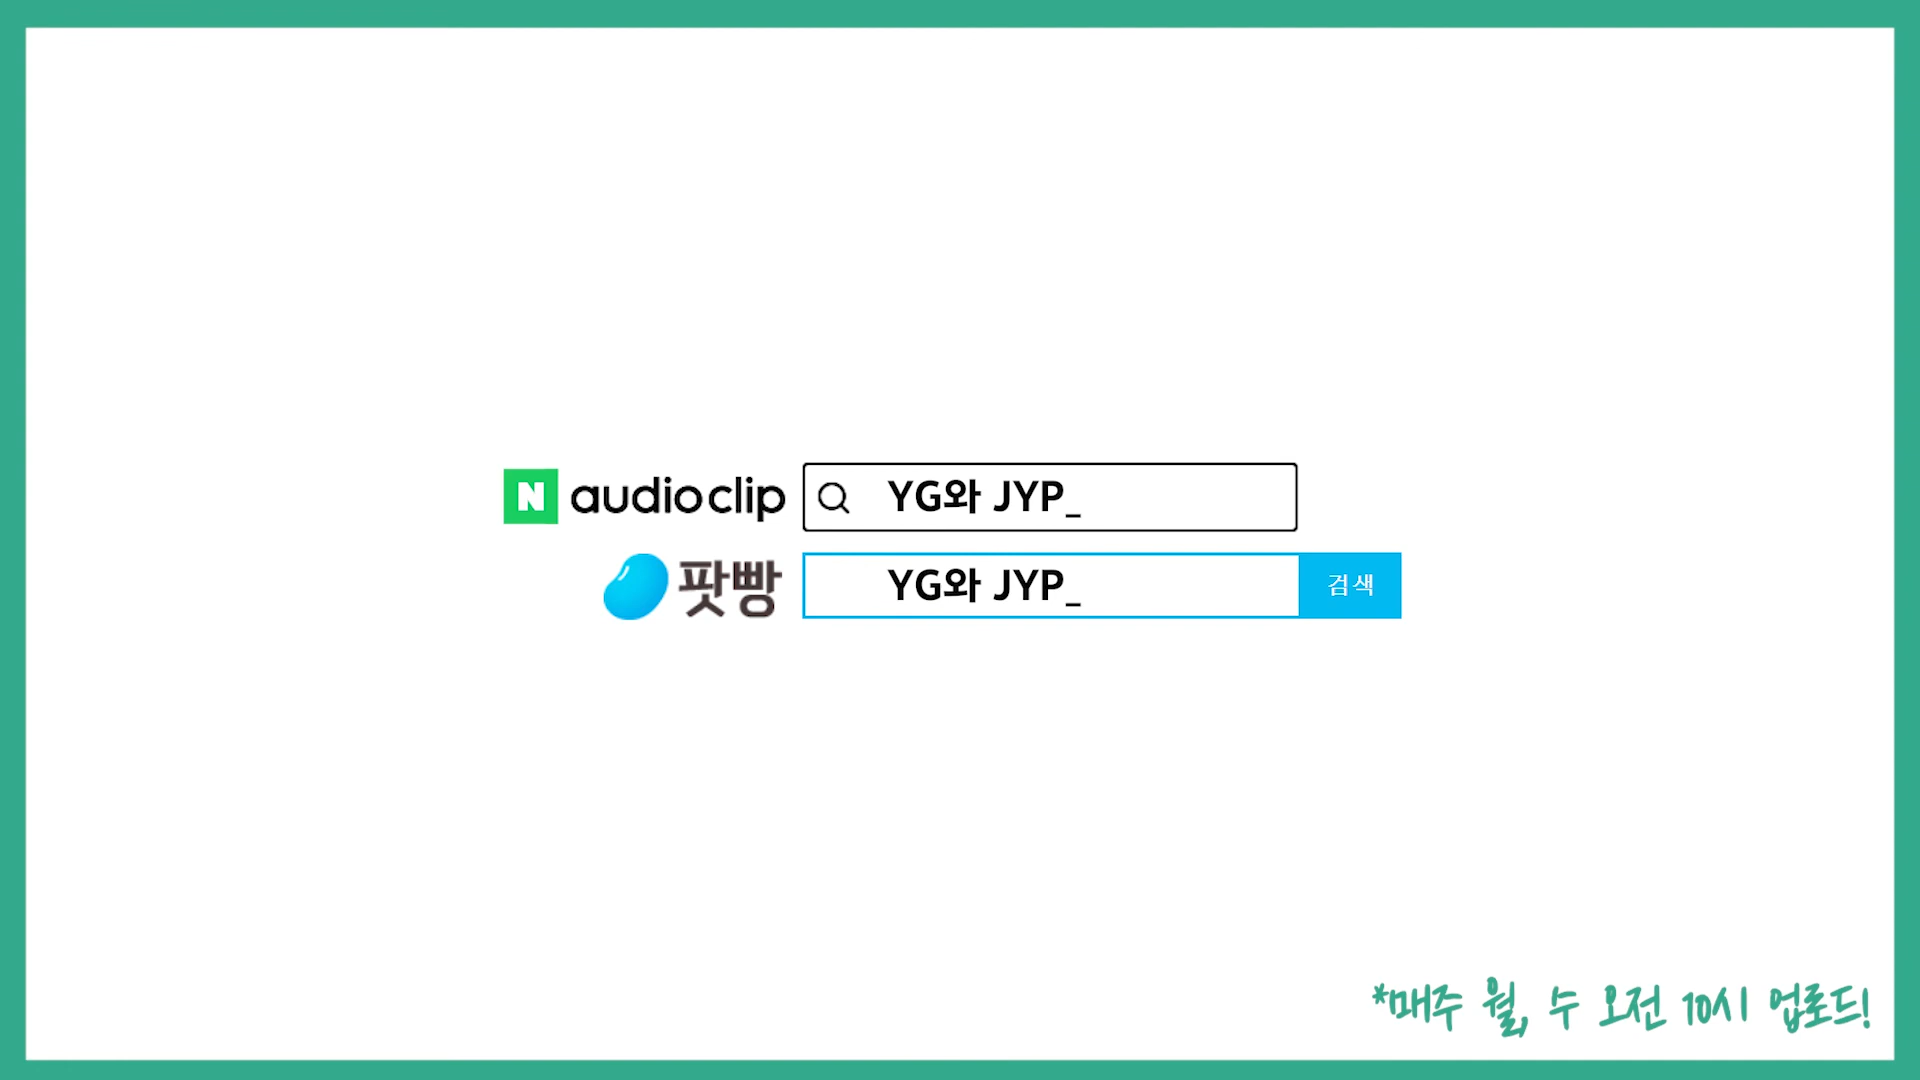 N audioclip YG와 JYP_
팟빵 YG와 JYP_ 검색
*매주 월, 수 오전 10시 업로드!